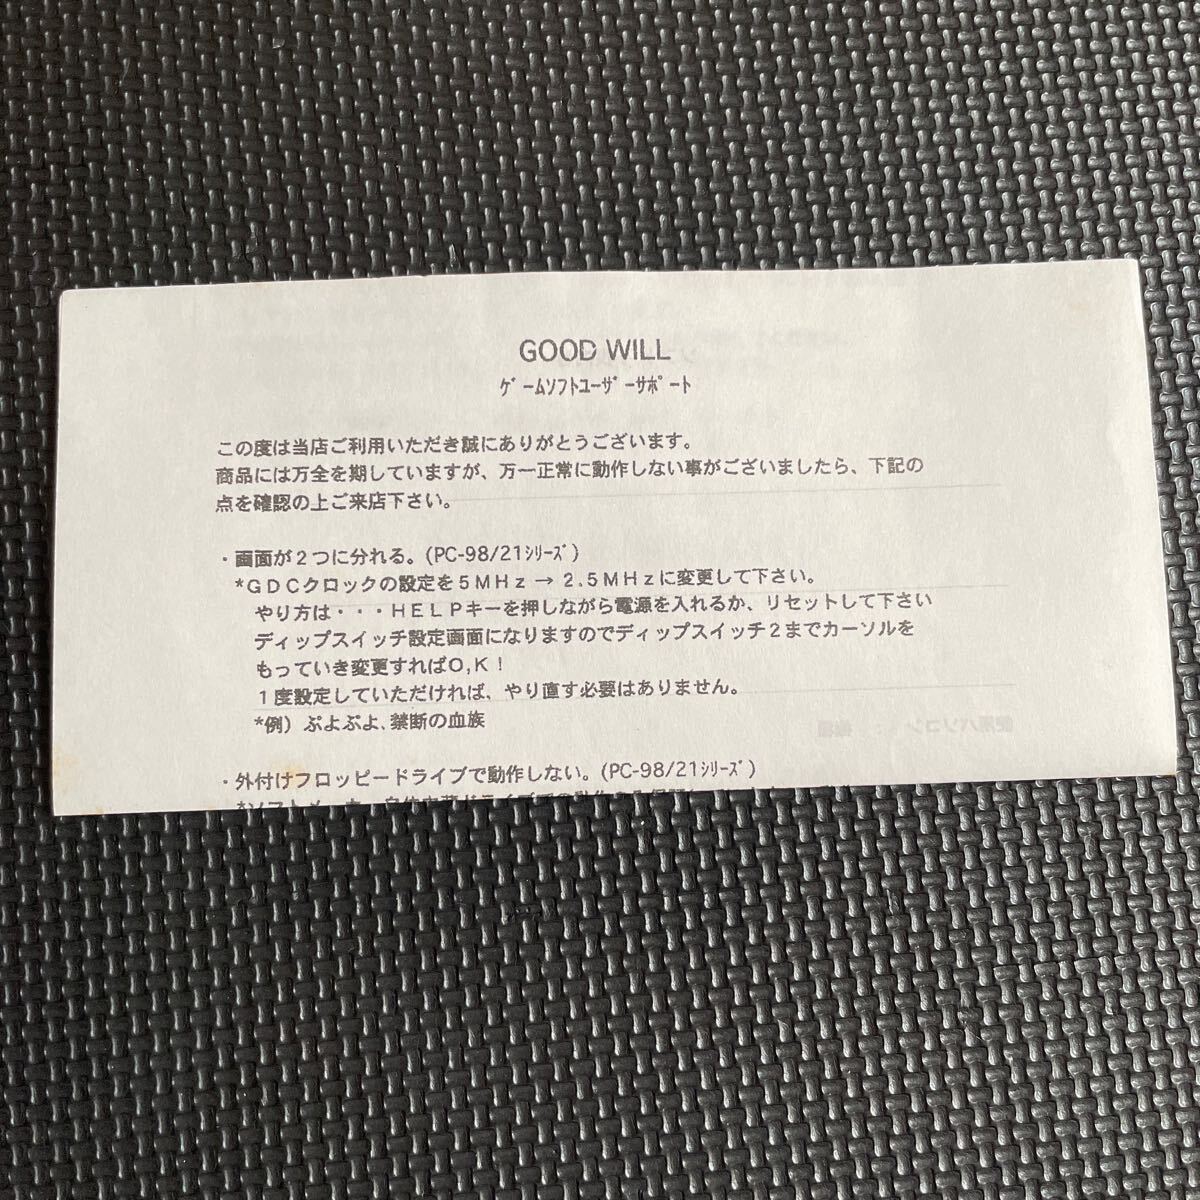 GOOD WILL
ｹﾞｰﾑｿﾌﾄﾕｰｻﾞｰｻﾎﾟｰﾄ
この度は当店ご利用いただき誠にありがとうございます。
商品には万全を期していますが、万一正常に動作しない事がございましたら、下記の
点を確認の上ご来店下さい。
・画面が２つに分れる。(PC-98/21ｼﾘｰｽﾞ)
*ＧＤＣクロックの設定を５ＭＨｚ→２.５ＭＨｚに変更して下さい。
やり方は・・・ＨＥＬＰキーを押しながら電源を入れるか、リセットして下さい
ディップスイッチ設定画面になりますのでディップスイッチ２までカーソルを
もっていき変更すればＯ,Ｋ！
１度設定していただければ、やり直す必要はありません。
*例）ぷよぷよ、禁断の血族
・外付けフロッピードライブで動作しない。(PC-98/21ｼﾘｰｽﾞ)